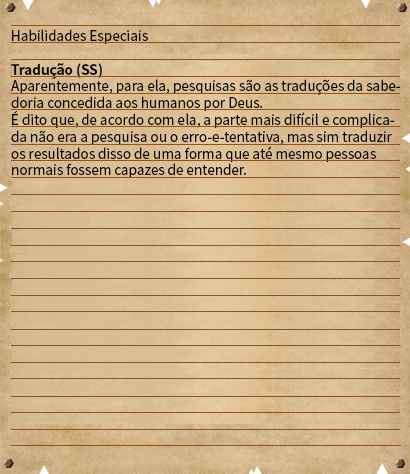 Habilidades Especiais
Tradução (SS)
Aparentemente, para ela, pesquisas são as traduções da sabe-
doria concedida aos humanos por Deus.
É dito que, de acordo com ela, a parte mais difícil e complica-
da não era a pesquisa ou o erro-e-tentativa, mas sim traduzir
os resultados disso de uma forma que até mesmo pessoas
normais fossem capazes de entender.